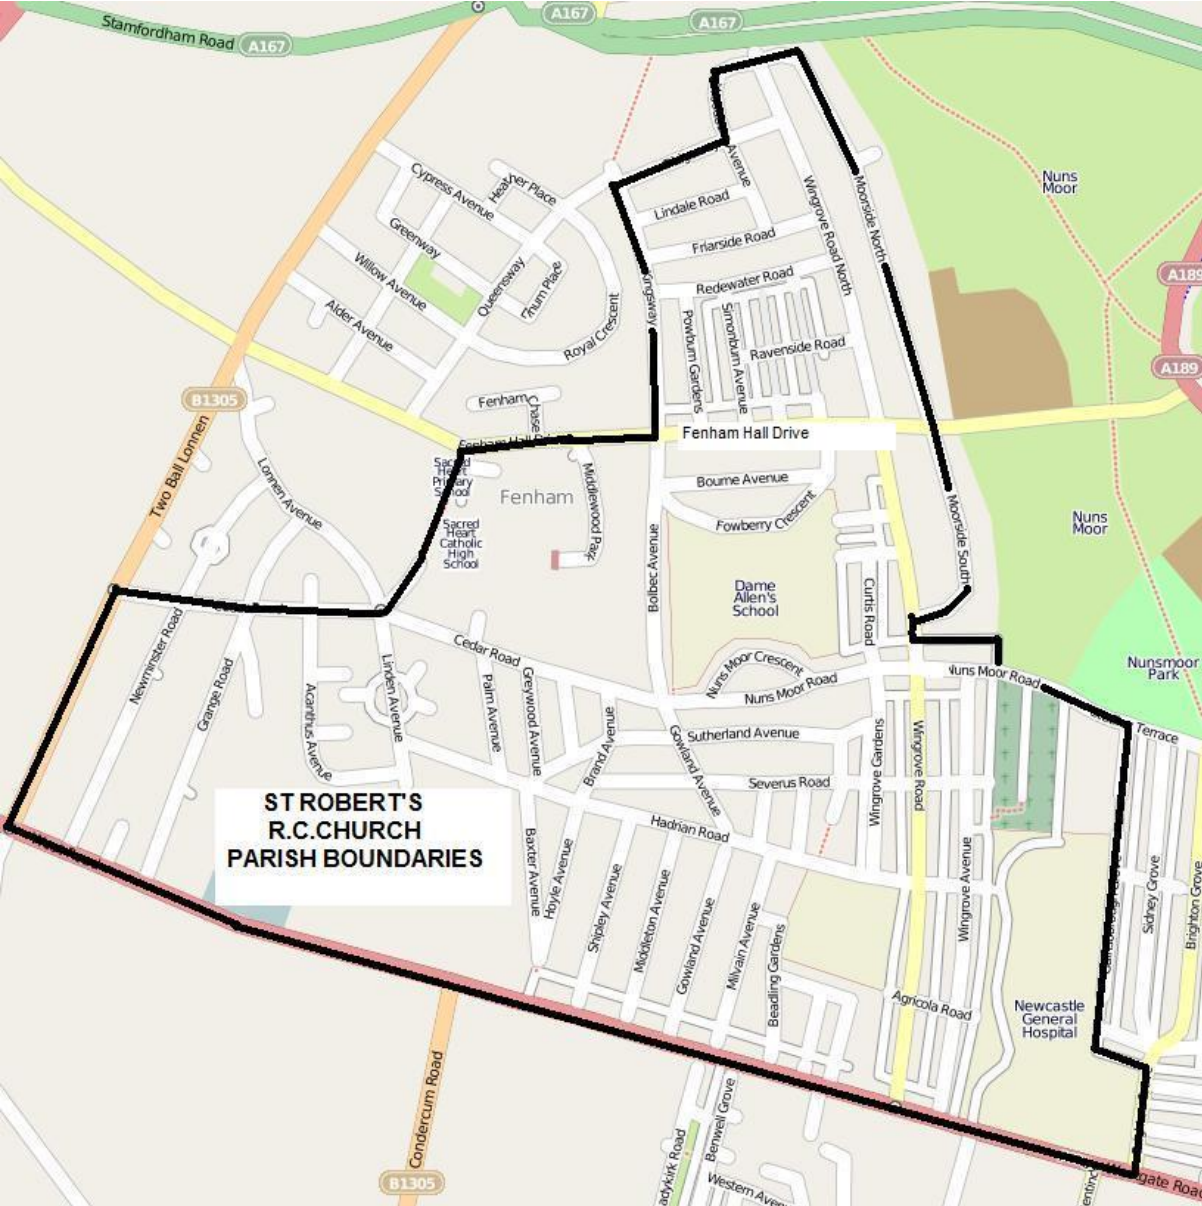 Stamfordham Road
A167
A167
A167
Cypress Avenue
Heather Place
Avenue
Lindale Road
Friarside Road
Wingrove Road North
Moorside North
Nuns
Moor
A189
Greenway
Willow Avenue
Queensway
Alder Avenue
Royal Crescent
Kingsway
Redewater Road
Powburn Gardens
Simonburn Avenue
Ravenside Road
A189
B1305
Two Ball Lonnen
Fenham
Chase
Fenham Hall Drive
Lonnen Avenue
Sacred
Heart
Primary
School
Sacred
Heart
Catholic
High
School
Fenham
Middlewood Park
Bourne Avenue
Fowberry Crescent
Bolbec Avenue
Dame
Allen's
School
Curtis Road
Moorside South
Nuns
Moor
Nunsmoor
Park
Newminster Road
Grange Road
Acanthus Avenue
Linden Avenue
Cedar Road
Palm Avenue
Greywood Avenue
Brand Avenue
Nuns Moor Crescent
Nuns Moor Road
Nuns Moor Road
Terrace
Gowland Avenue
Sutherland Avenue
Severus Road
Wingrove Gardens
Wingrove Road
Hadrian Road
ST ROBERT'S
R.C.CHURCH
PARISH BOUNDARIES
Baxter Avenue
Hoyle Avenue
Shipley Avenue
Middleton Avenue
Gowland Avenue
Milvain Avenue
Beadling Gardens
Wingrove Avenue
Agricola Road
Newcastle
General
Hospital
Sidney Grove
Brighton Grove
Condercum Road
B1305
Benwell Grove
Western